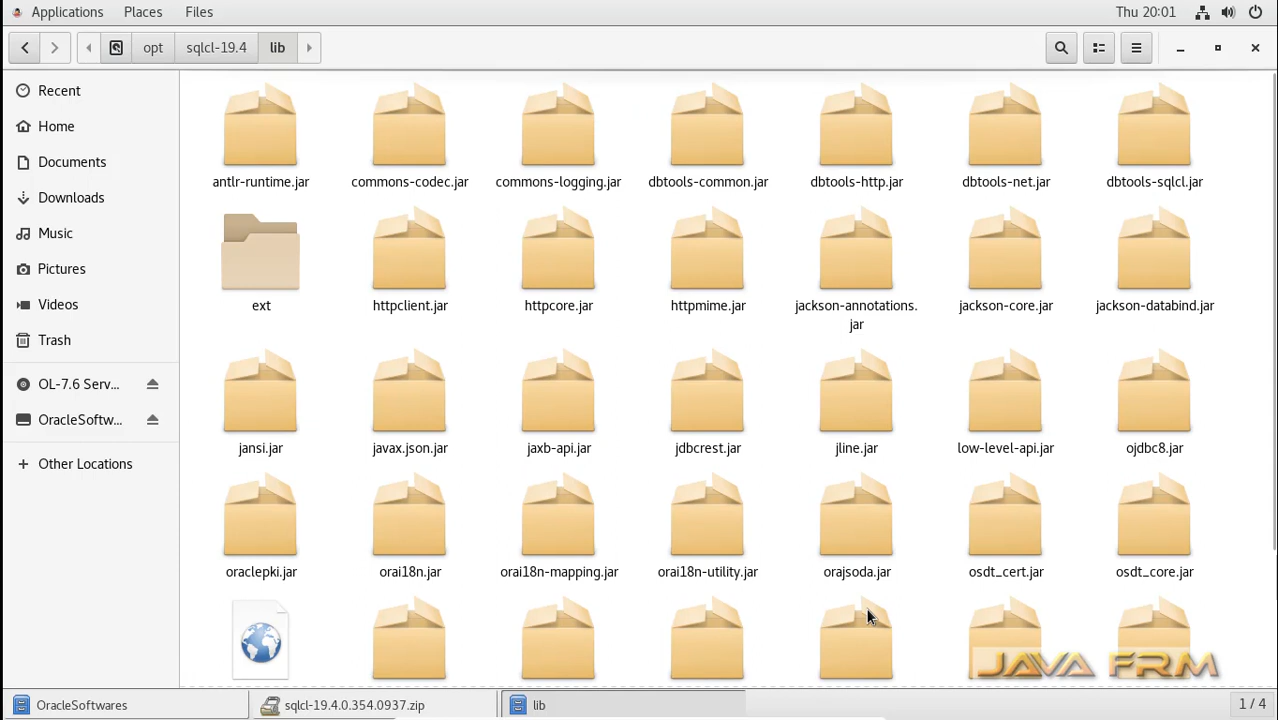 Applications Places Files Thu 20:01
opt sqlcl-19.4 lib
Recent
Home
Documents
Downloads
Music
Pictures
Videos
Trash
OL-7.6 Serv...
OracleSoftw...
Other Locations
antlr-runtime.jar commons-codec.jar commons-logging.jar dbtools-common.jar dbtools-http.jar dbtools-net.jar dbtools-sqlcl.jar
ext httpclient.jar httpcore.jar httpmime.jar jackson-annotations. jackson-core.jar jackson-databind.jar
jar
jansi.jar javax.json.jar jaxb-api.jar jdbcrest.jar jline.jar low-level-api.jar ojdbc8.jar
oraclepki.jar orai18n.jar orai18n-mapping.jar orai18n-utility.jar orajsoda.jar osdt_cert.jar osdt_core.jar
JAVA FRM
OracleSoftwares sqlcl-19.4.0.354.0937.zip lib 1 / 4